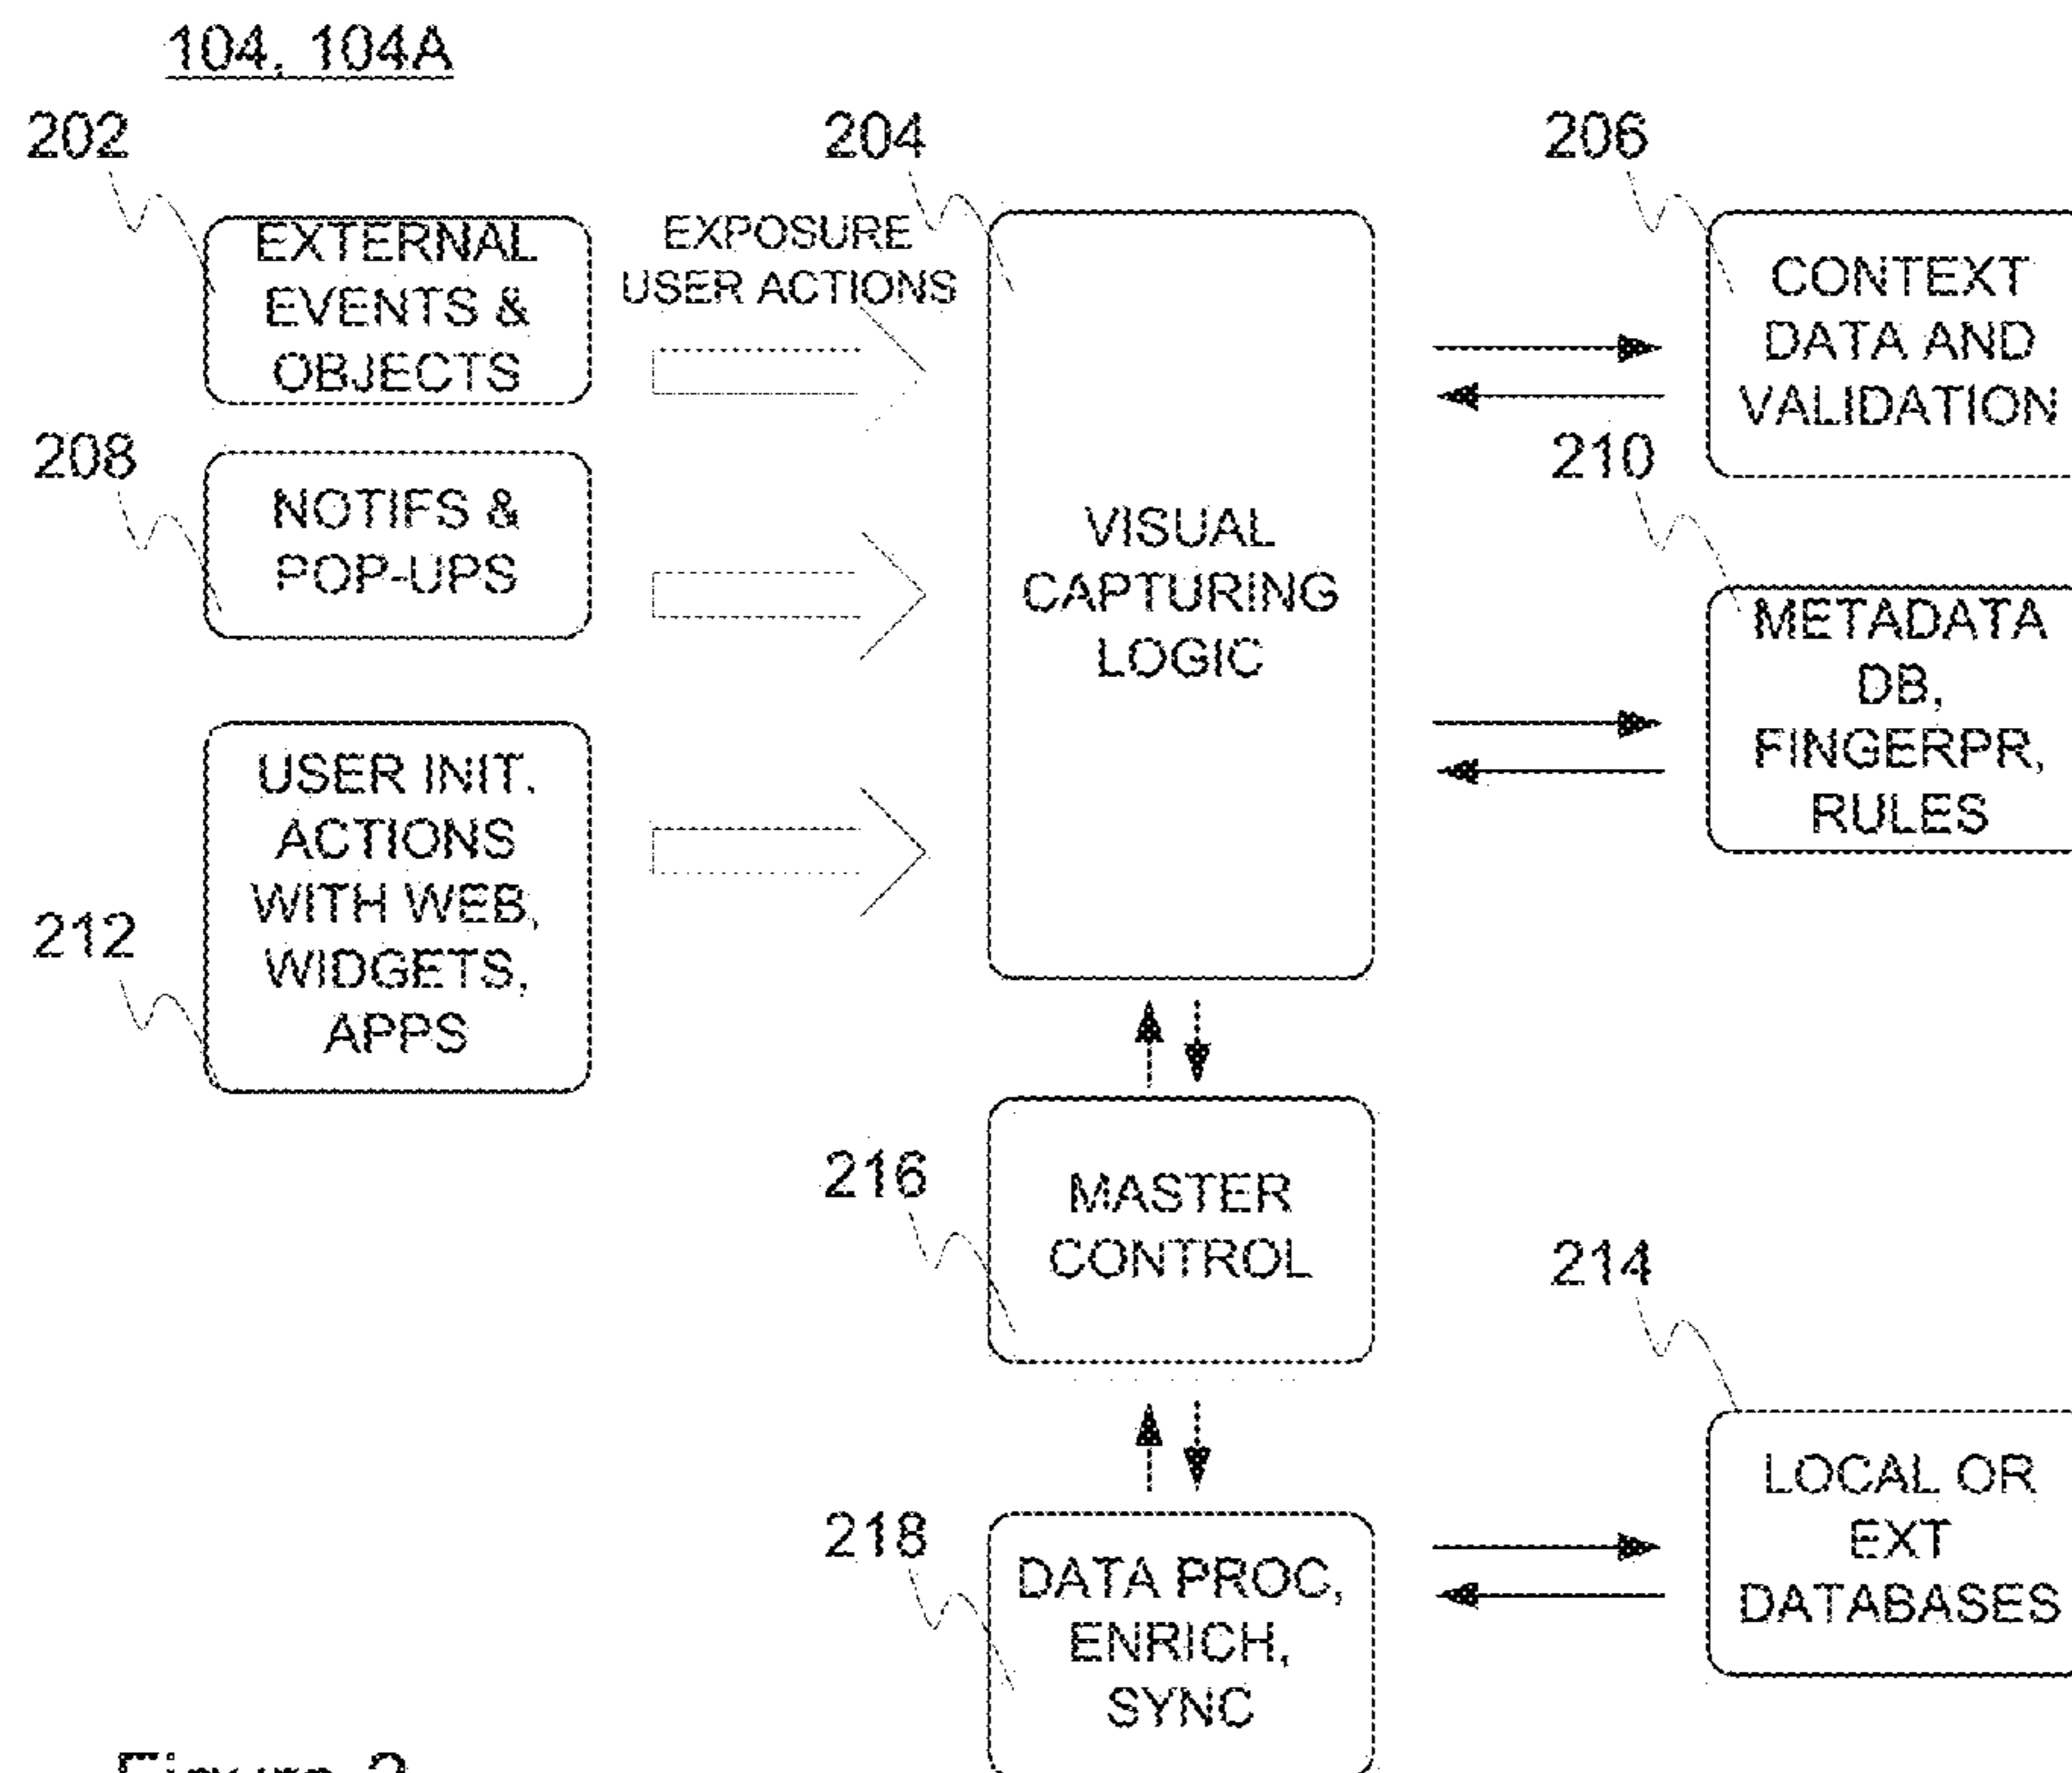 104, 104A
202
204
206
EXTERNAL
EVENTS &
OBJECTS
EXPOSURE
USER ACTIONS
CONTEXT
DATA AND
VALIDATION
208
NOTIFS &
POP-UPS
VISUAL
CAPTURING
LOGIC
210
METADATA
DB,
FINGERPR,
RULES
212
USER INIT.
ACTIONS
WITH WEB,
WIDGETS,
APPS
216
MASTER
CONTROL
214
LOCAL OR
EXT
DATABASES
218
DATA PROC,
ENRICH,
SYNC
Figure 2